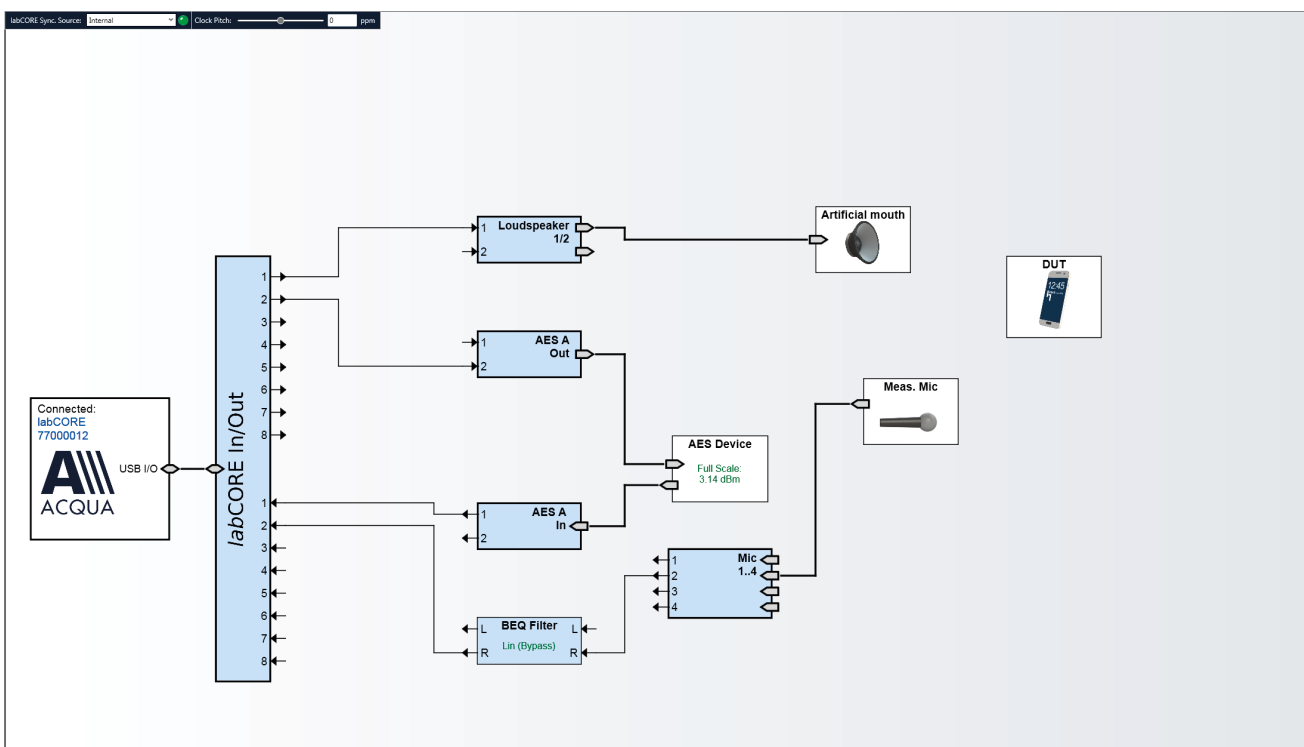 labCORE Sync. Source: Internal Clock Pitch: 0 ppm
Artificial mouth
Loudspeaker
1/2
1
2
DUT
12:45
1
2
3
4
5
6
7
8
AES A
Out
1
2
labCORE In/Out
Meas. Mic
Connected:
labCORE
77000012
USB I/O
ACQUA
AES Device
Full Scale:
3.14 dBm
1
2
3
4
5
6
7
8
AES A
In
1
2
Mic
1..4
1
2
3
4
BEQ Filter
L L
Lin (Bypass)
R R